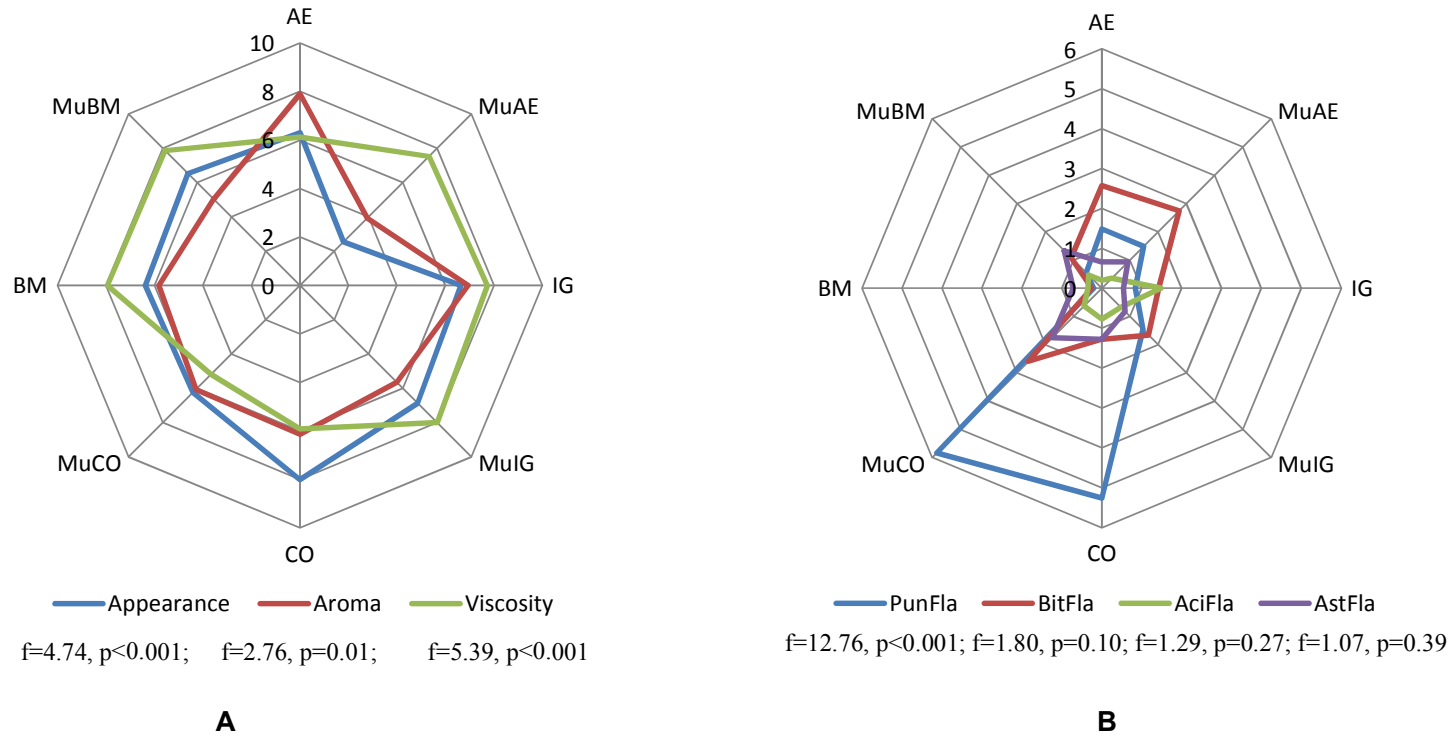 AE
10
8
6
4
2
0
MuBM
MuAE
BM
IG
MuCO
MuIG
CO
Appearance Aroma Viscosity
f=4.74, p<0.001; f=2.76, p=0.01; f=5.39, p<0.001
A
AE
6
5
4
3
2
1
0
MuBM
MuAE
BM
IG
MuCO
MuIG
CO
PunFla BitFla AciFla AstFla
f=12.76, p<0.001; f=1.80, p=0.10; f=1.29, p=0.27; f=1.07, p=0.39
B